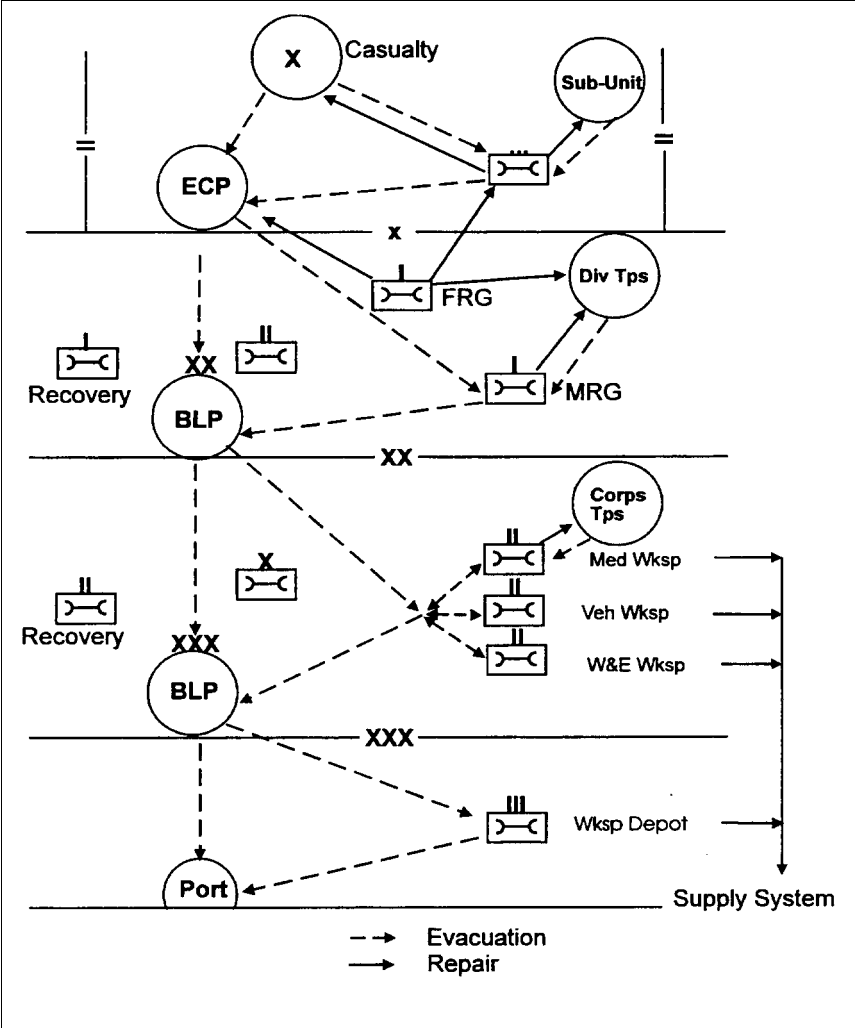 X
Casualty
Sub-Unit
ECP
X
Div Tps
FRG
XX
Recovery
MRG
BLP
XX
Corps
Tps
Med Wksp
X
Veh Wksp
Recovery
XXX
W&E Wksp
BLP
XXX
Wksp Depot
Port
Supply System
Evacuation
Repair